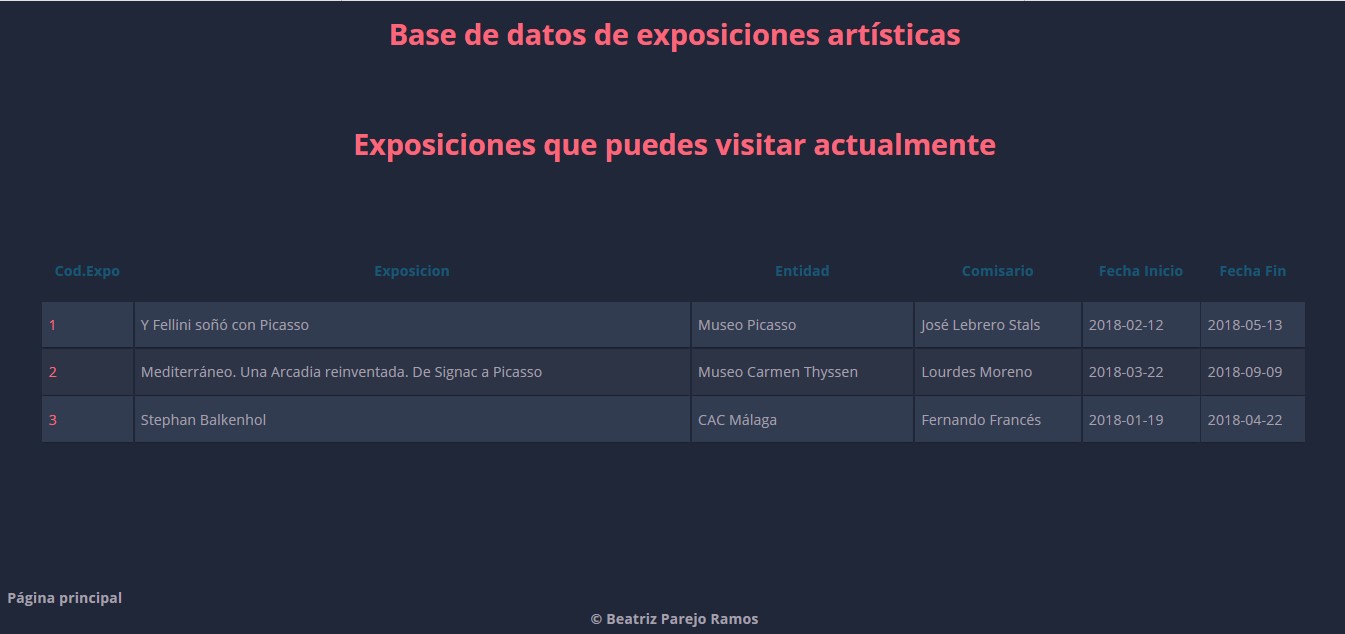 Base de datos de exposiciones artísticas
Exposiciones que puedes visitar actualmente
Cod.Expo Exposicion Entidad Comisario Fecha Inicio Fecha Fin
1 Y Fellini soñó con Picasso Museo Picasso José Lebrero Stals 2018-02-12 2018-05-13
2 Mediterráneo. Una Arcadia reinventada. De Signac a Picasso Museo Carmen Thyssen Lourdes Moreno 2018-03-22 2018-09-09
3 Stephan Balkenhol CAC Málaga Fernando Francés 2018-01-19 2018-04-22
Página principal
© Beatriz Parejo Ramos